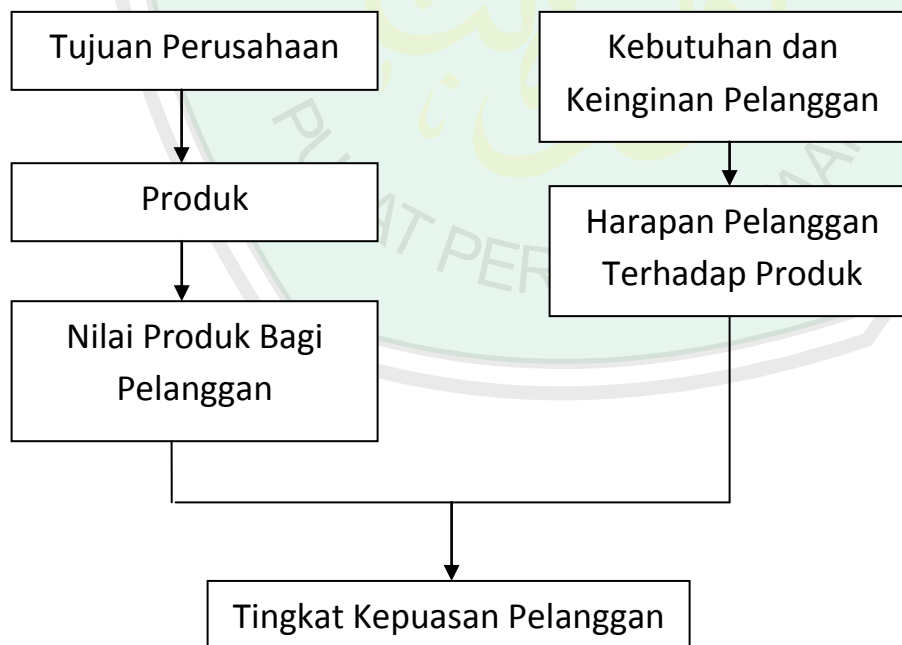 Tujuan Perusahaan
Produk
Nilai Produk Bagi
Pelanggan
Kebutuhan dan
Keinginan Pelanggan
Harapan Pelanggan
Terhadap Produk
Tingkat Kepuasan Pelanggan